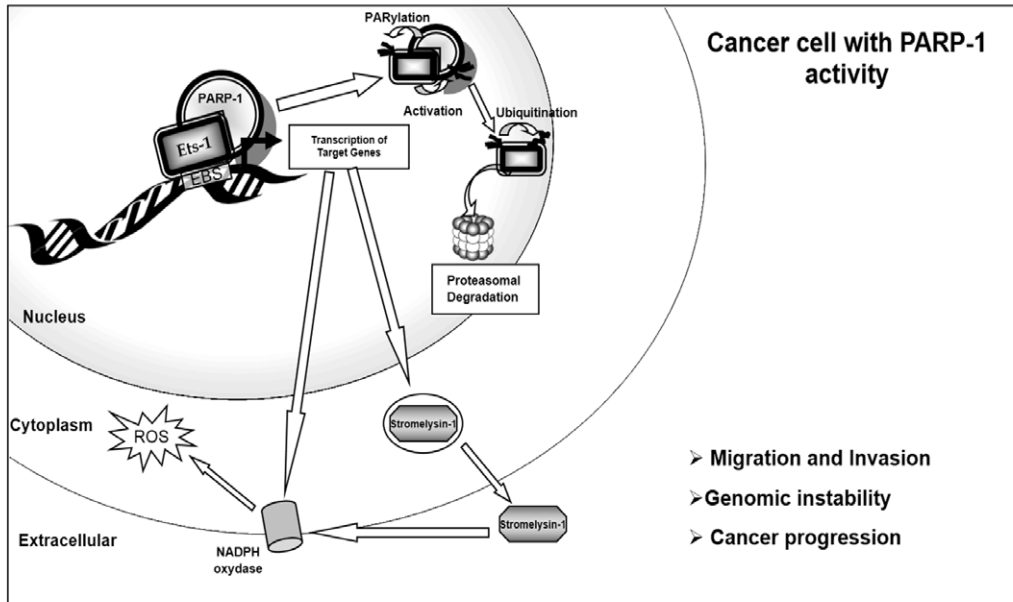 Cancer cell with PARP-1
activity
PARylation
PARP-1
Activation
Ubiquitination
Ets-1
Transcription of
Target Genes
EBS
Proteasomal
Degradation
Nucleus
Cytoplasm
ROS
Stromelysin-1
Stromelysin-1
Extracellular
NADPH
oxydase
➢ Migration and Invasion
➢Genomic instability
➢ Cancer progression